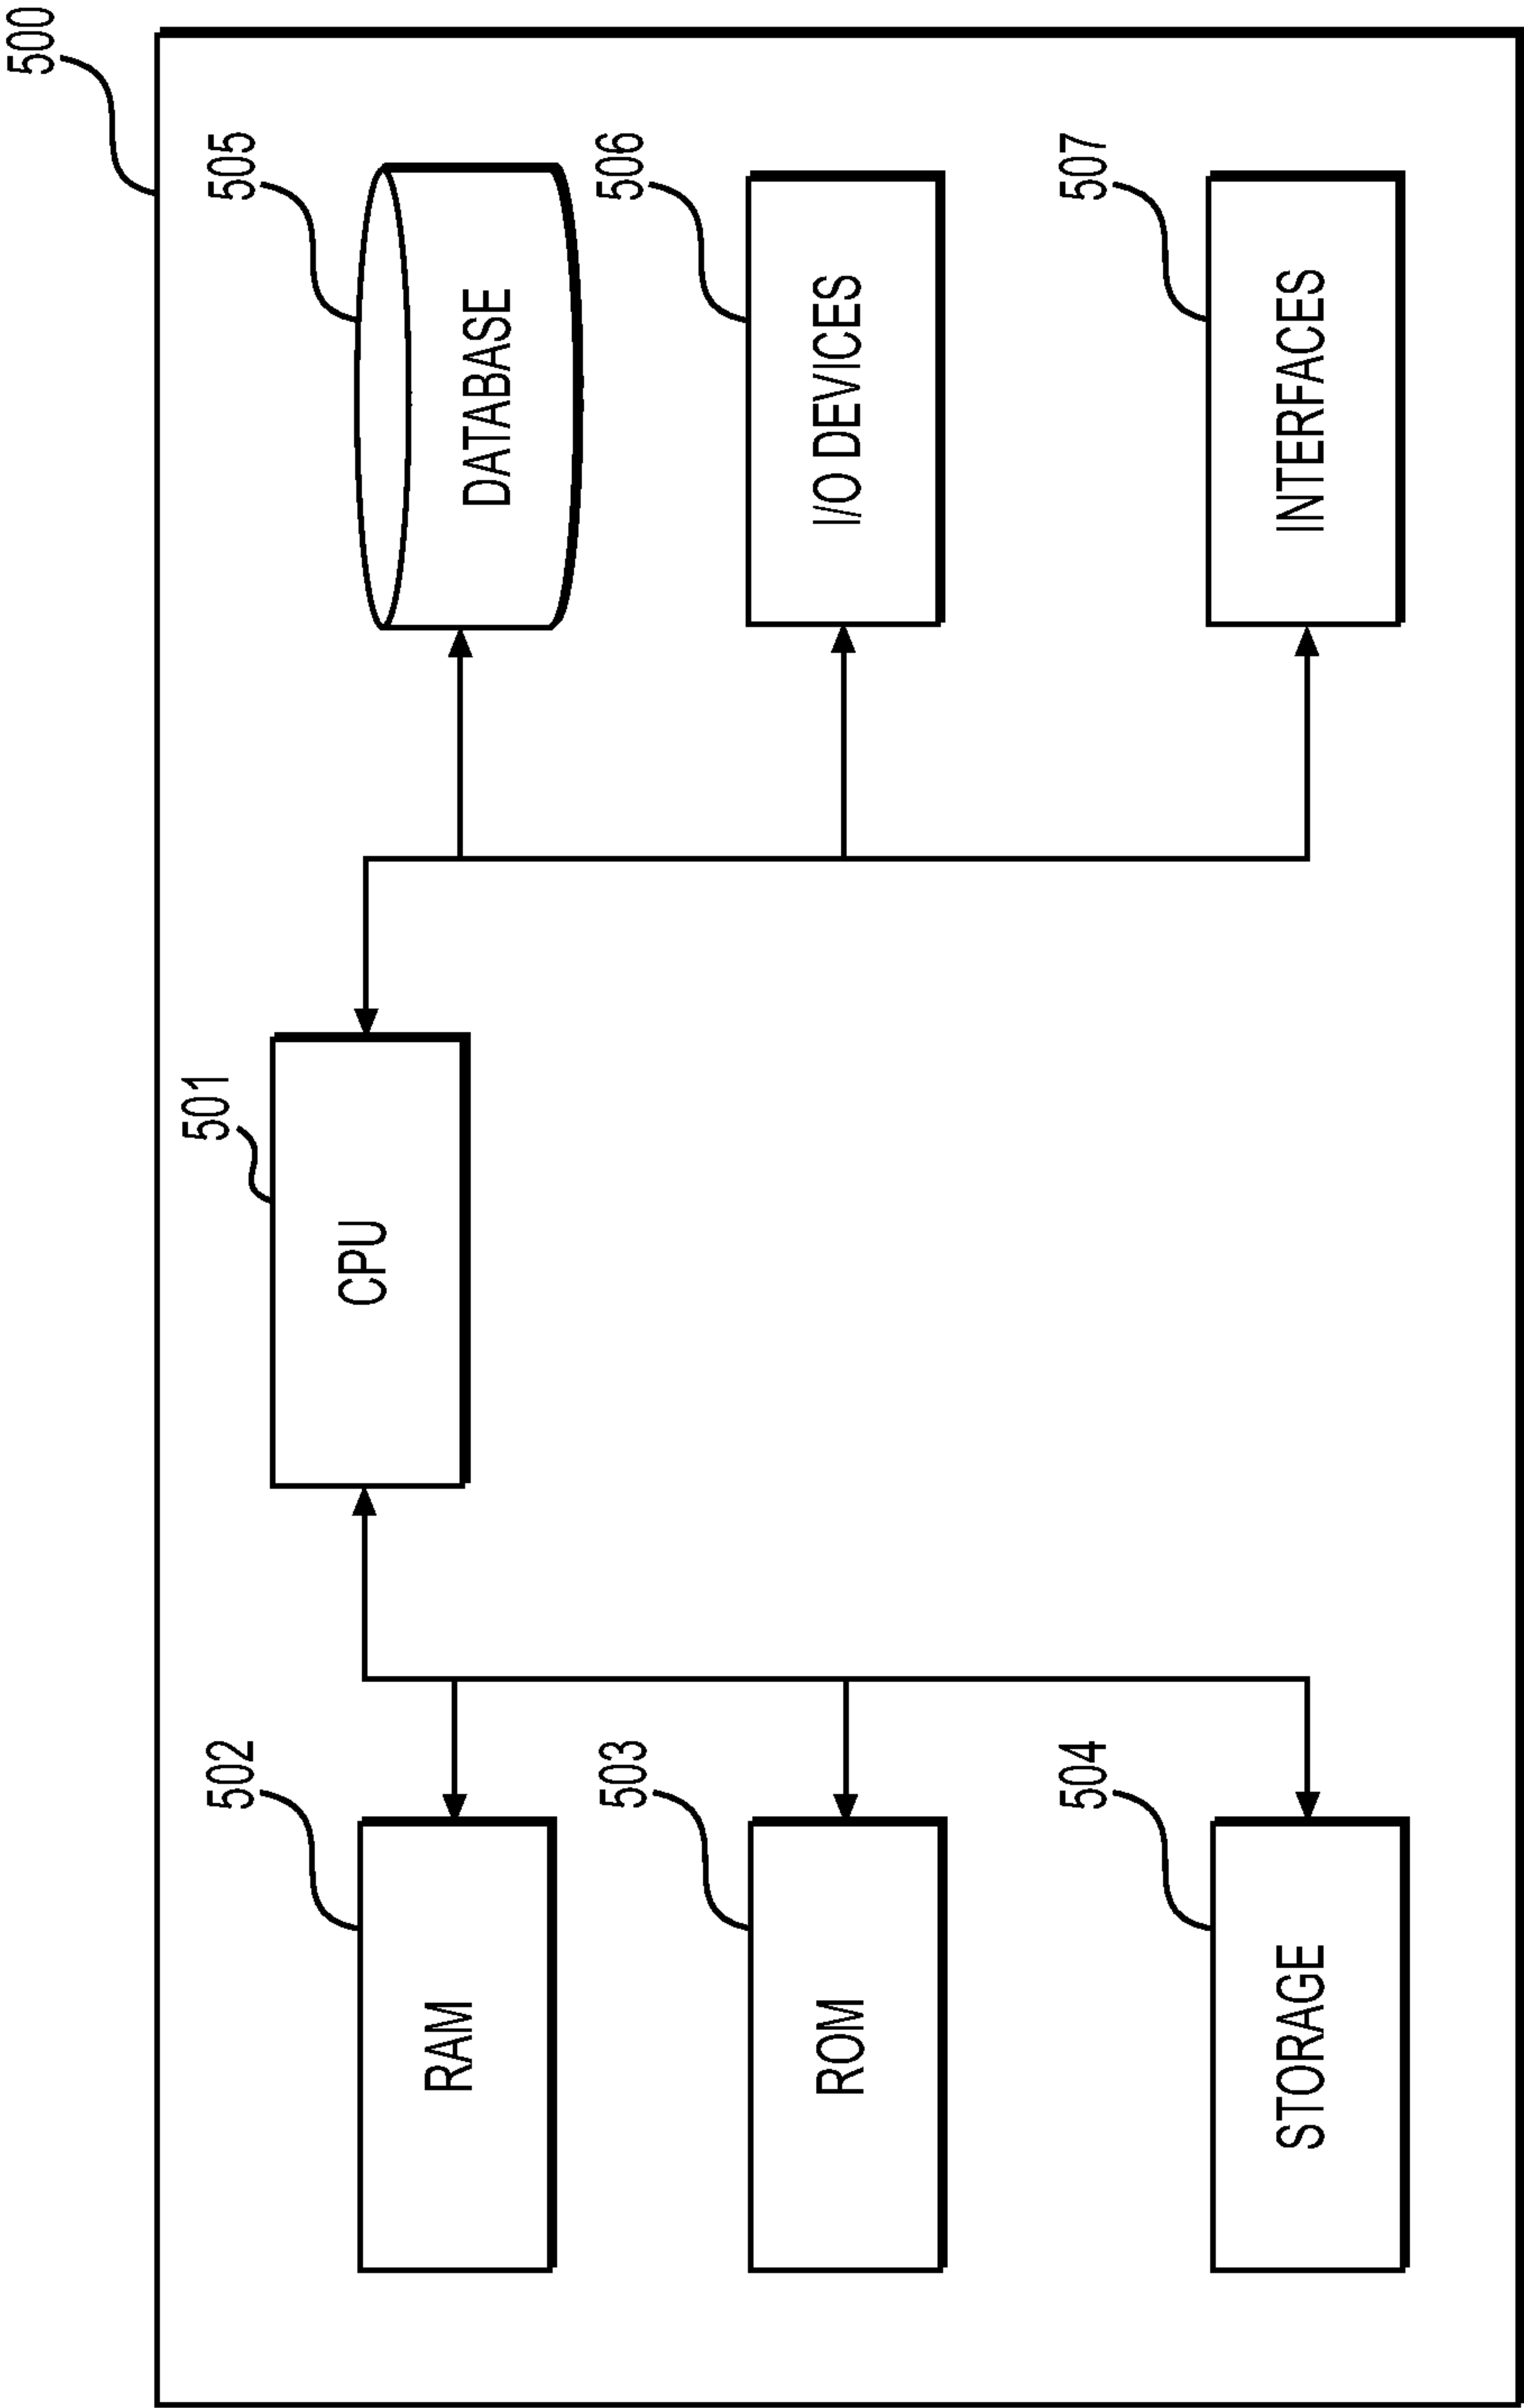 500
501
CPU
502
RAM
505
DATABASE
503
ROM
506
I/O DEVICES
504
STORAGE
507
INTERFACES